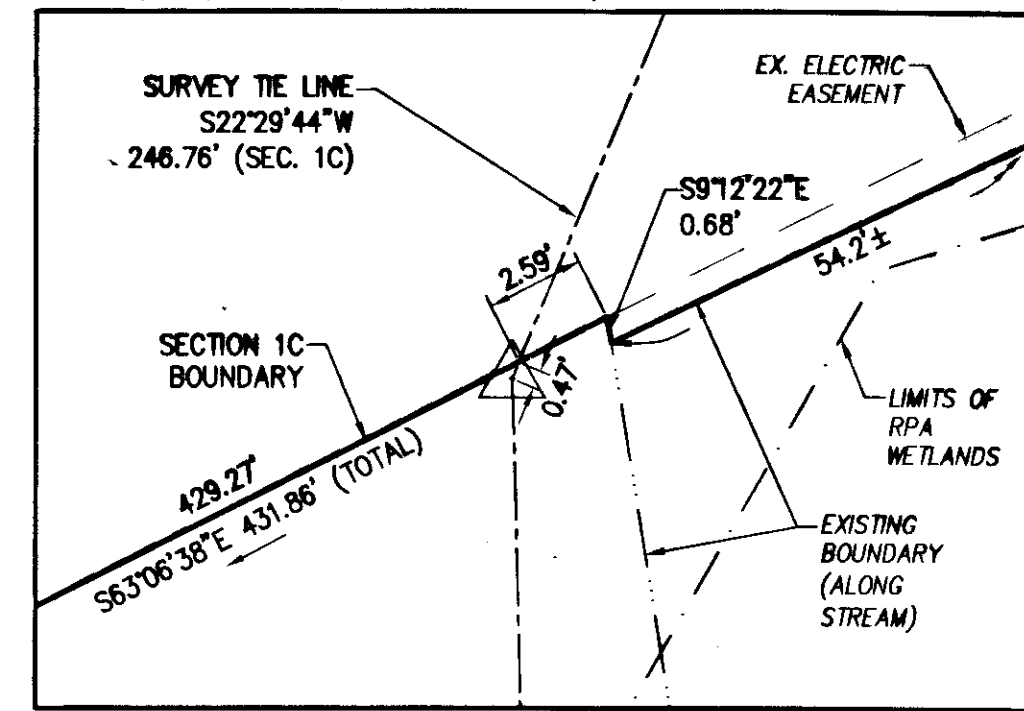 SURVEY TIE LINE
S22°29'44"W
246.76' (SEC. 1C)
EX. ELECTRIC
EASEMENT
S9°12'22"E
0.68'
2.59'
54.2'±
SECTION 1C
BOUNDARY
0.47'
LIMITS OF
RPA
WETLANDS
429.27'
S63°06'38"E 431.86' (TOTAL)
EXISTING
BOUNDARY
(ALONG
STREAM)